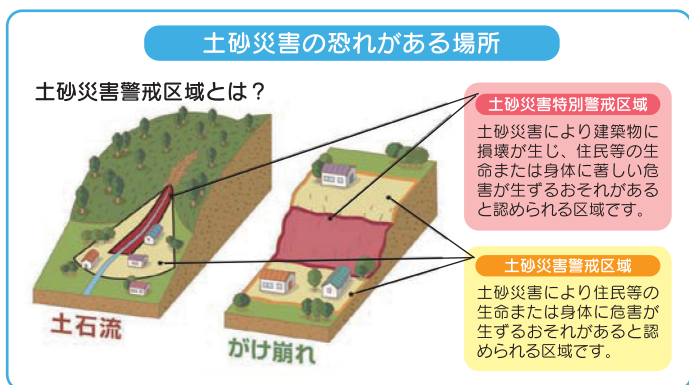 土砂災害の恐れがある場所
土砂災害警戒区域とは？
土石流
がけ崩れ
土砂災害特別警戒区域
土砂災害により建築物に
損壊が生じ、住民等の生
命または身体に著しい危
害が生ずるおそれがある
と認められる区域です。
土砂災害警戒区域
土砂災害により住民等の
生命または身体に危害が
生ずるおそれがあると認
められる区域です。